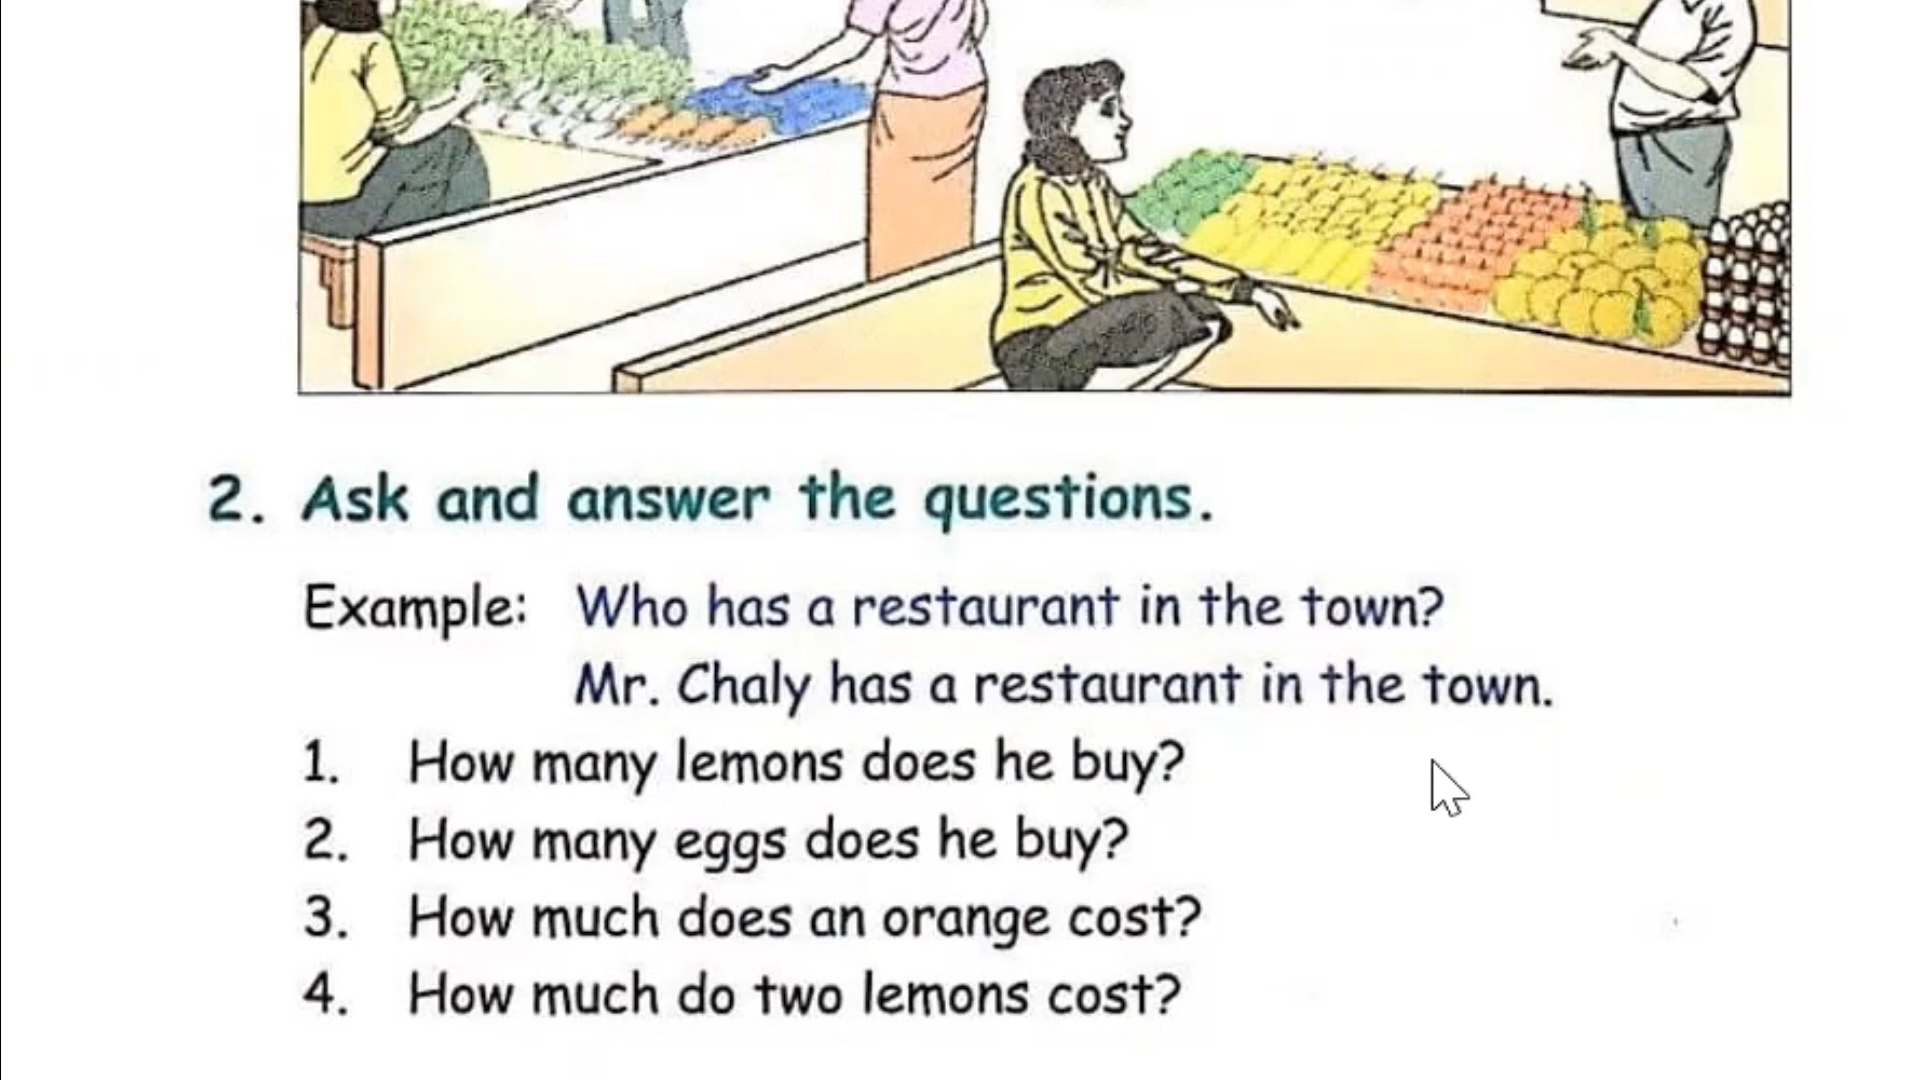 2. Ask and answer the questions.
Example: Who has a restaurant in the town?
Mr. Chaly has a restaurant in the town.
1. How many lemons does he buy?
2. How many eggs does he buy?
3. How much does an orange cost?
4. How much do two lemons cost?